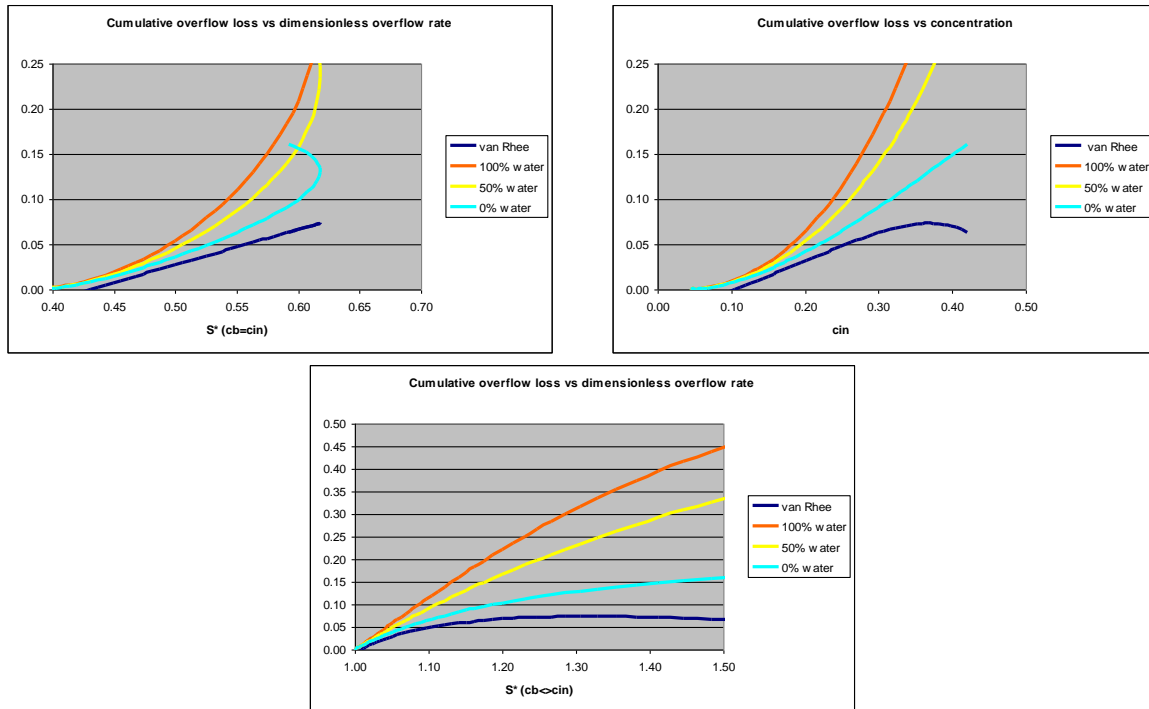 Cumulative overflow loss vs dimensionless overflow rate
0.25
0.20
0.15
0.10
0.05
0.00
0.40 0.45 0.50 0.55 0.60 0.65 0.70
S* (cb=cin)
van Rhee
100% water
50% water
0% water
Cumulative overflow loss vs concentration
0.25
0.20
0.15
0.10
0.05
0.00
0.00 0.10 0.20 0.30 0.40 0.50
cin
van Rhee
100% water
50% water
0% water
Cumulative overflow loss vs dimensionless overflow rate
0.50
0.45
0.40
0.35
0.30
0.25
0.20
0.15
0.10
0.05
0.00
1.00 1.10 1.20 1.30 1.40 1.50
S* (cb<>cin)
van Rhee
100% water
50% water
0% water